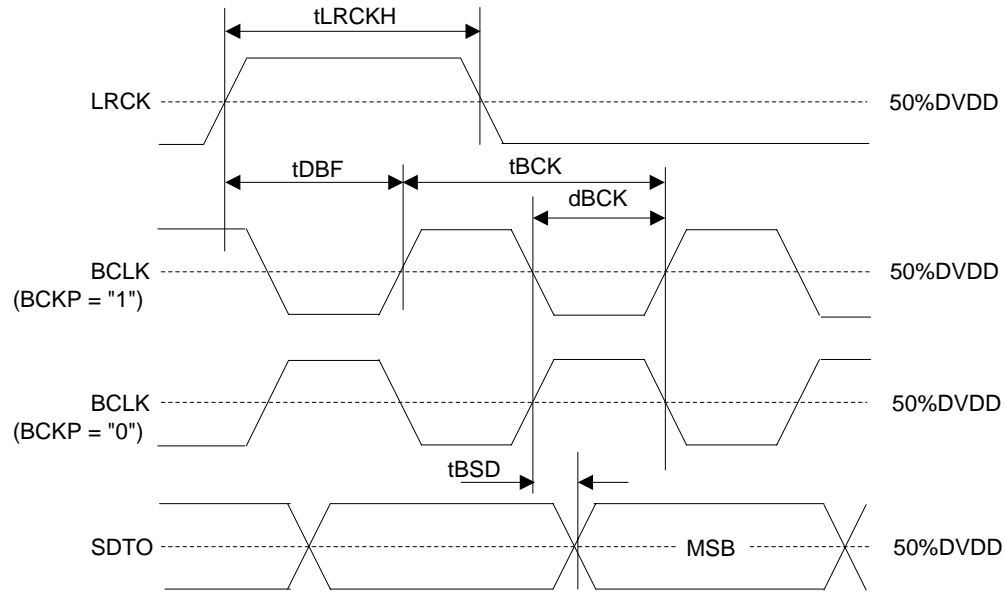 tLRCKH
LRCK
50%DVDD
tDBF
tBCK
dBCK
BCLK
(BCKP = "1")
50%DVDD
BCLK
(BCKP = "0")
50%DVDD
tBSD
SDTO
MSB
50%DVDD